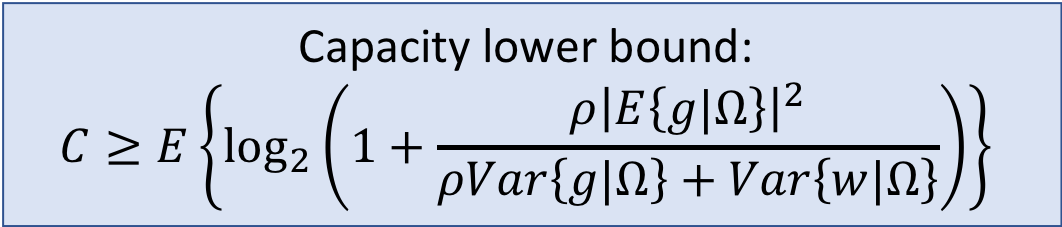 Capacity lower bound:
C ≥ E {log₂ (1 + ρ|E{g|Ω}|² / ρVar{g|Ω} + Var{w|Ω})}